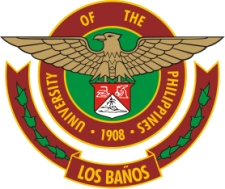 UNIVERSITY OF THE PHILIPPINES
• 1908 •
LOS BAÑOS